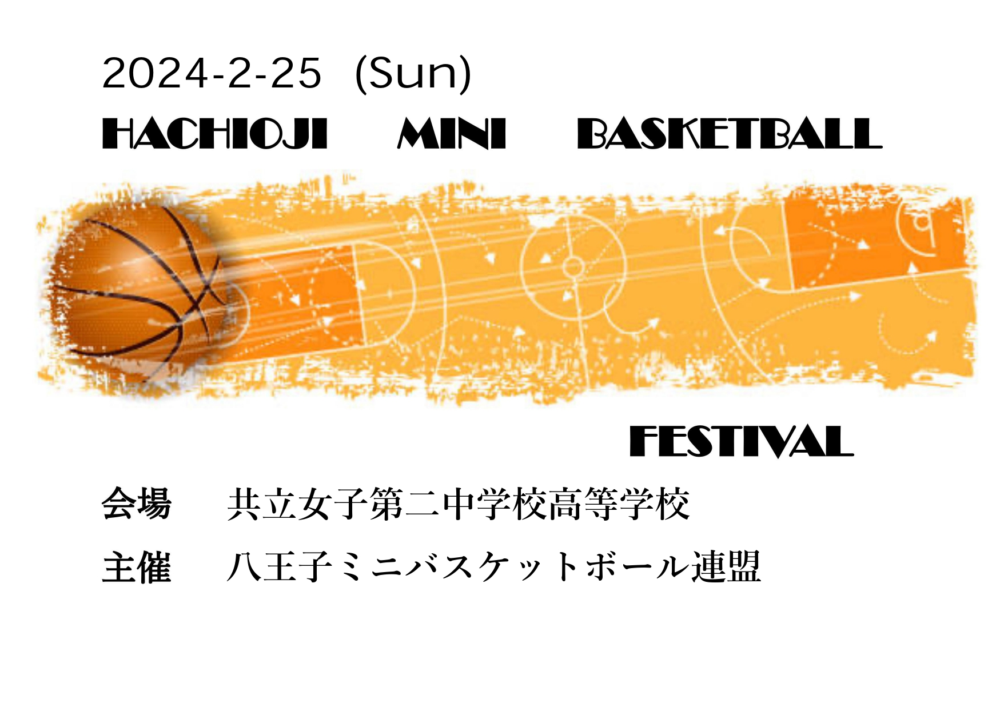 2024-2-25 (Sun)
HACHIOJI MINI BASKETBALL
FESTIVAL
会場 共立女子第二中学校高等学校
主催 八王子ミニバスケットボール連盟